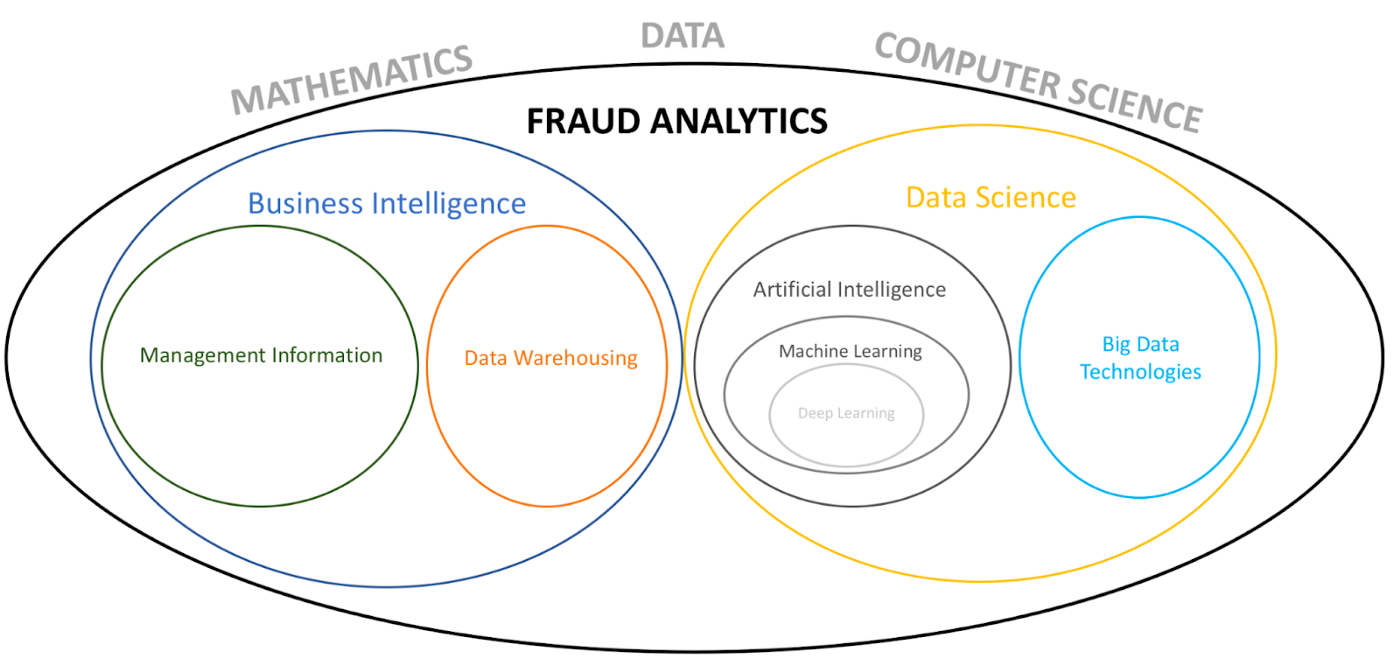 MATHEMATICS
DATA
COMPUTER SCIENCE
FRAUD ANALYTICS
Business Intelligence
Data Science
Management Information
Data Warehousing
Artificial Intelligence
Machine Learning
Deep Learning
Big Data
Technologies